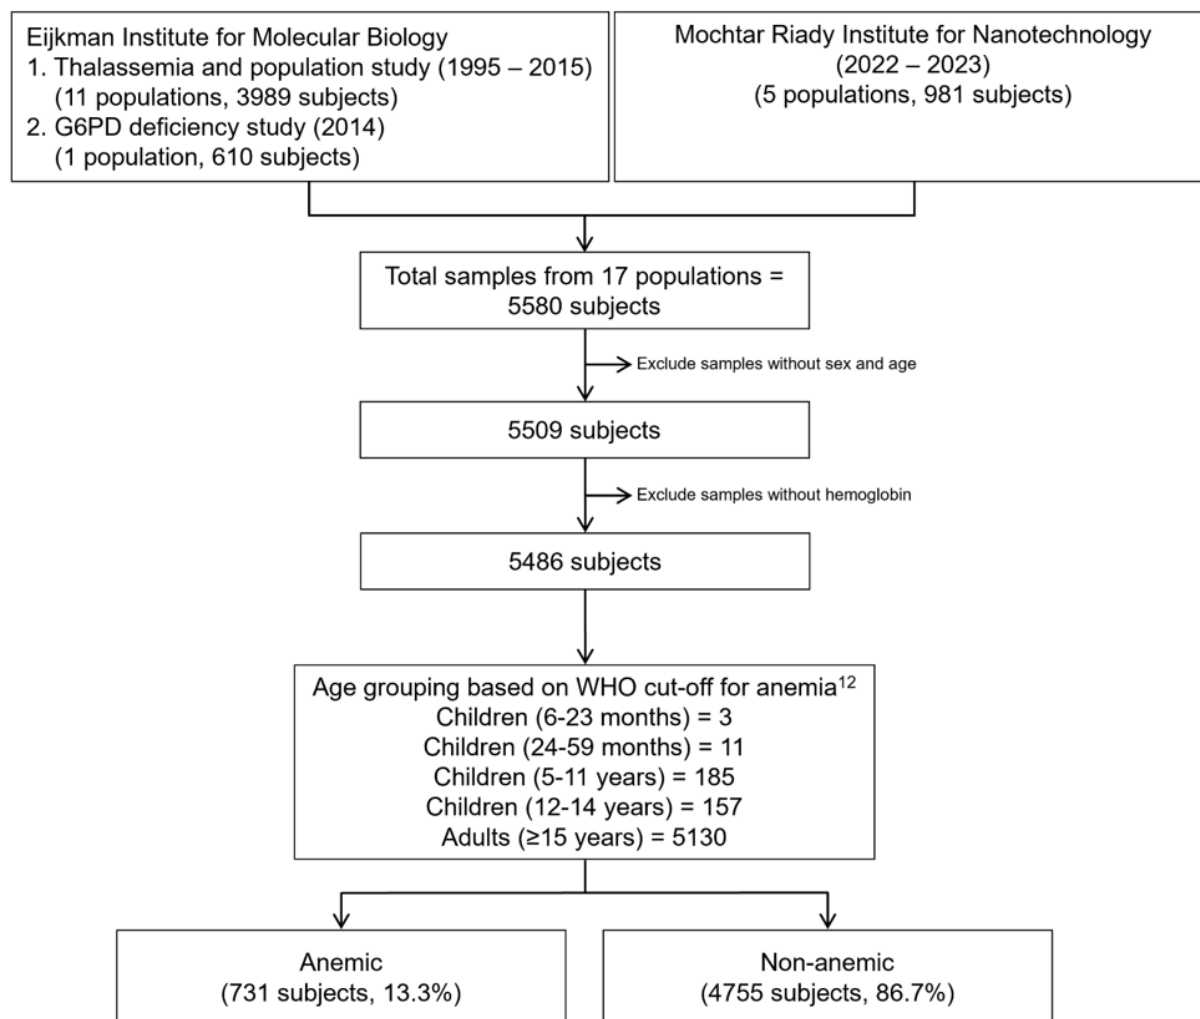 Eijkman Institute for Molecular Biology
1. Thalassemia and population study (1995 – 2015)
(11 populations, 3989 subjects)
2. G6PD deficiency study (2014)
(1 population, 610 subjects)
Mochtar Riady Institute for Nanotechnology
(2022 – 2023)
(5 populations, 981 subjects)
Total samples from 17 populations =
5580 subjects
Exclude samples without sex and age
5509 subjects
Exclude samples without hemoglobin
5486 subjects
Age grouping based on WHO cut-off for anemia¹²
Children (6-23 months) = 3
Children (24-59 months) = 11
Children (5-11 years) = 185
Children (12-14 years) = 157
Adults (≥15 years) = 5130
Anemic
(731 subjects, 13.3%)
Non-anemic
(4755 subjects, 86.7%)